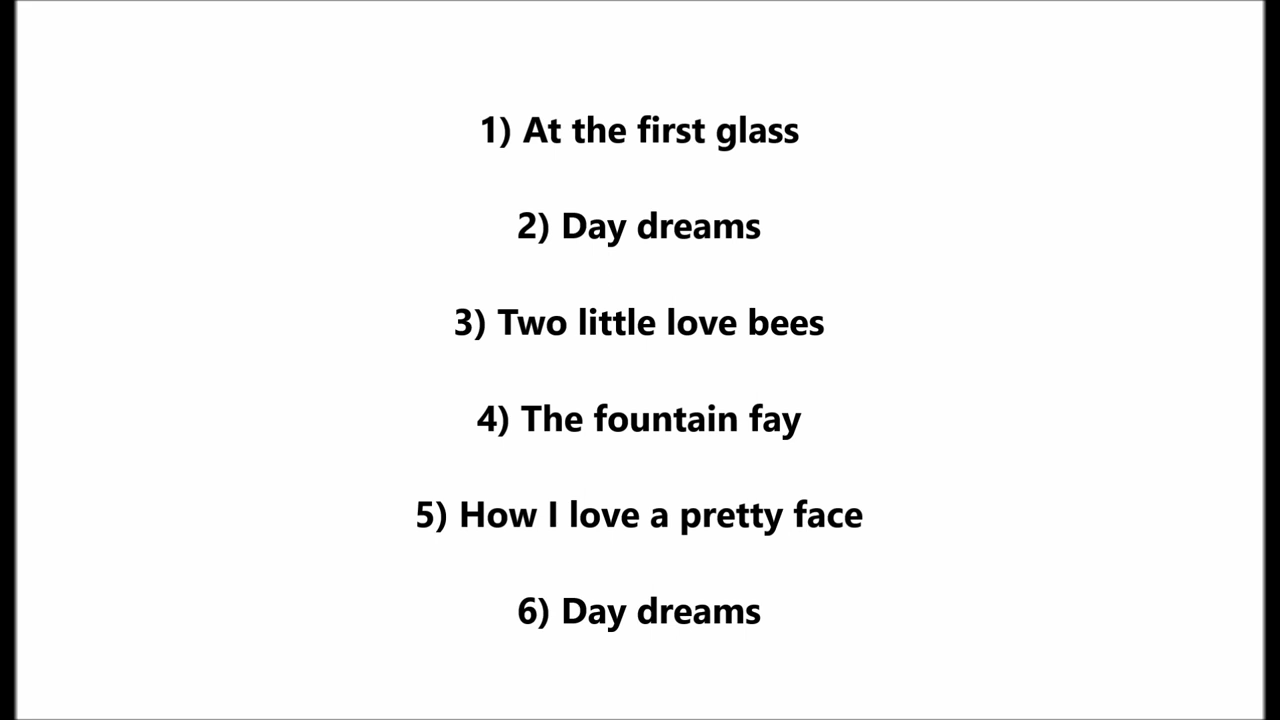 1) At the first glass
2) Day dreams
3) Two little love bees
4) The fountain fay
5) How I love a pretty face
6) Day dreams